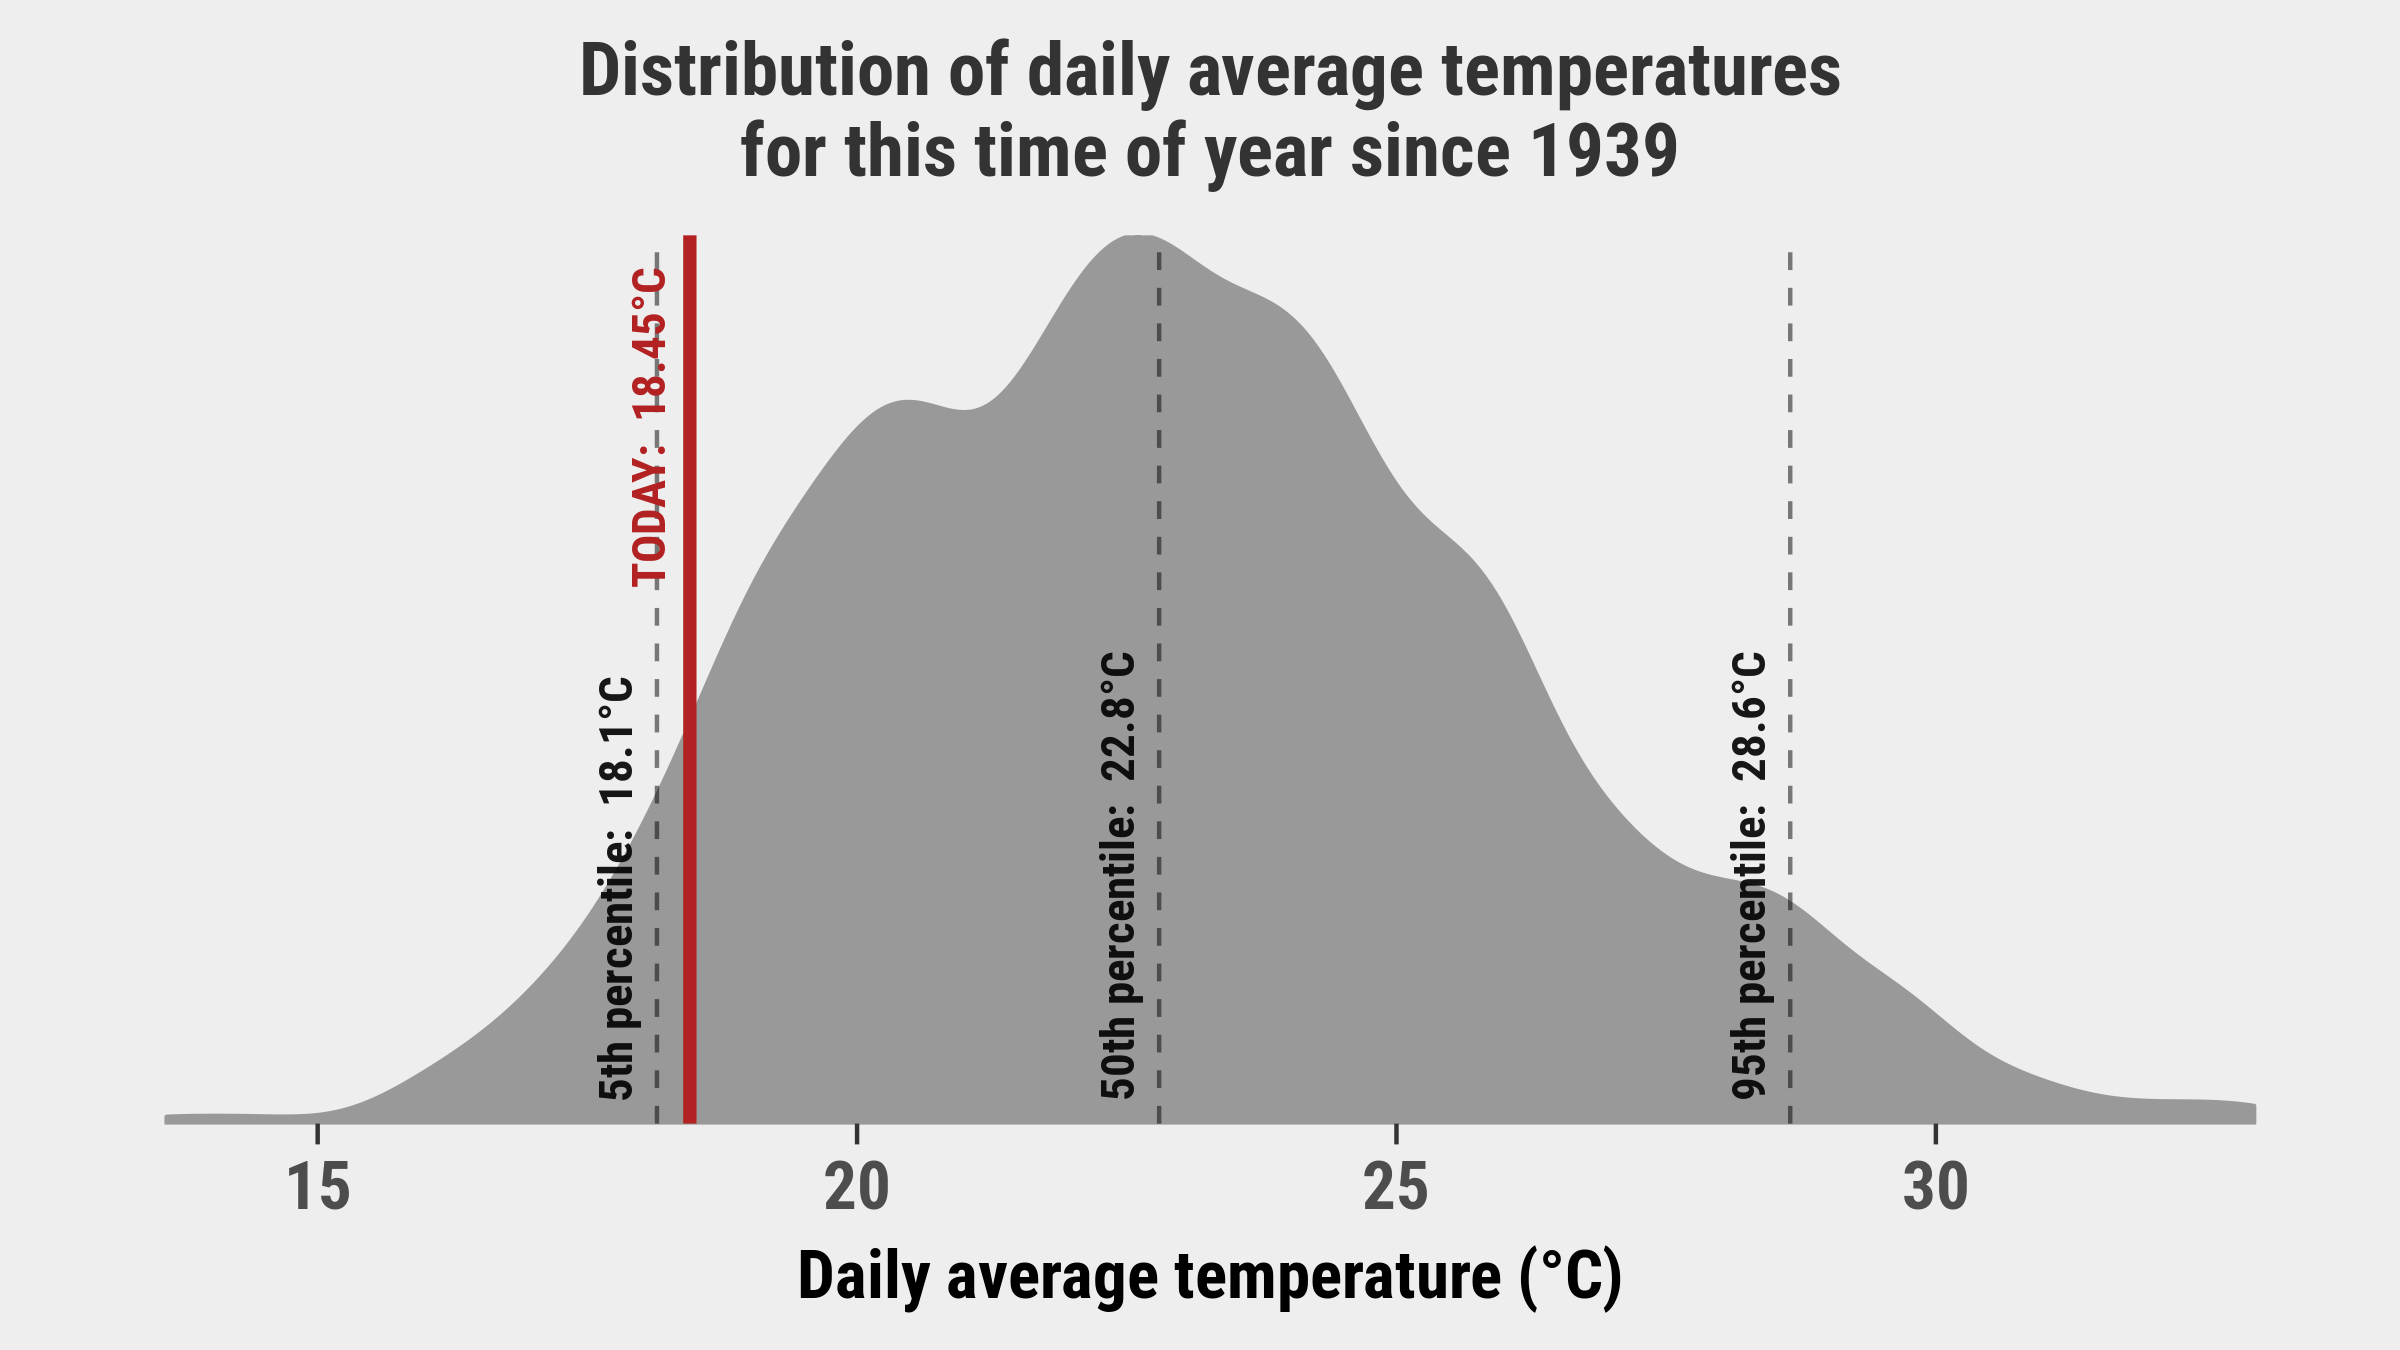 Distribution of daily average temperatures
for this time of year since 1939
TODAY: 18.45°C
5th percentile: 18.1°C
50th percentile: 22.8°C
95th percentile: 28.6°C
15
20
25
30
Daily average temperature (°C)